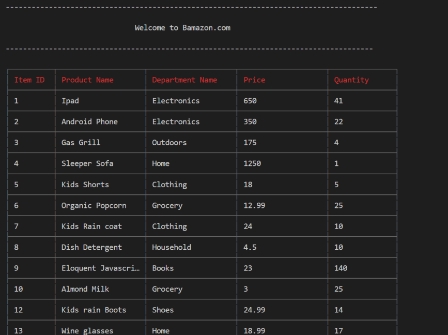 Welcome to Bamazon.com
Item ID Product Name Department Name Price Quantity
1 Ipad Electronics 650 41
2 Android Phone Electronics 350 22
3 Gas Grill Outdoors 175 4
4 Sleeper Sofa Home 1250 1
5 Kids Shorts Clothing 18 5
6 Organic Popcorn Grocery 12.99 25
7 Kids Rain coat Clothing 24 10
8 Dish Detergent Household 4.5 10
9 Eloquent Javascri… Books 23 140
10 Almond Milk Grocery 3 25
12 Kids rain Boots Shoes 24.99 14
13 Wine glasses Home 18.99 17